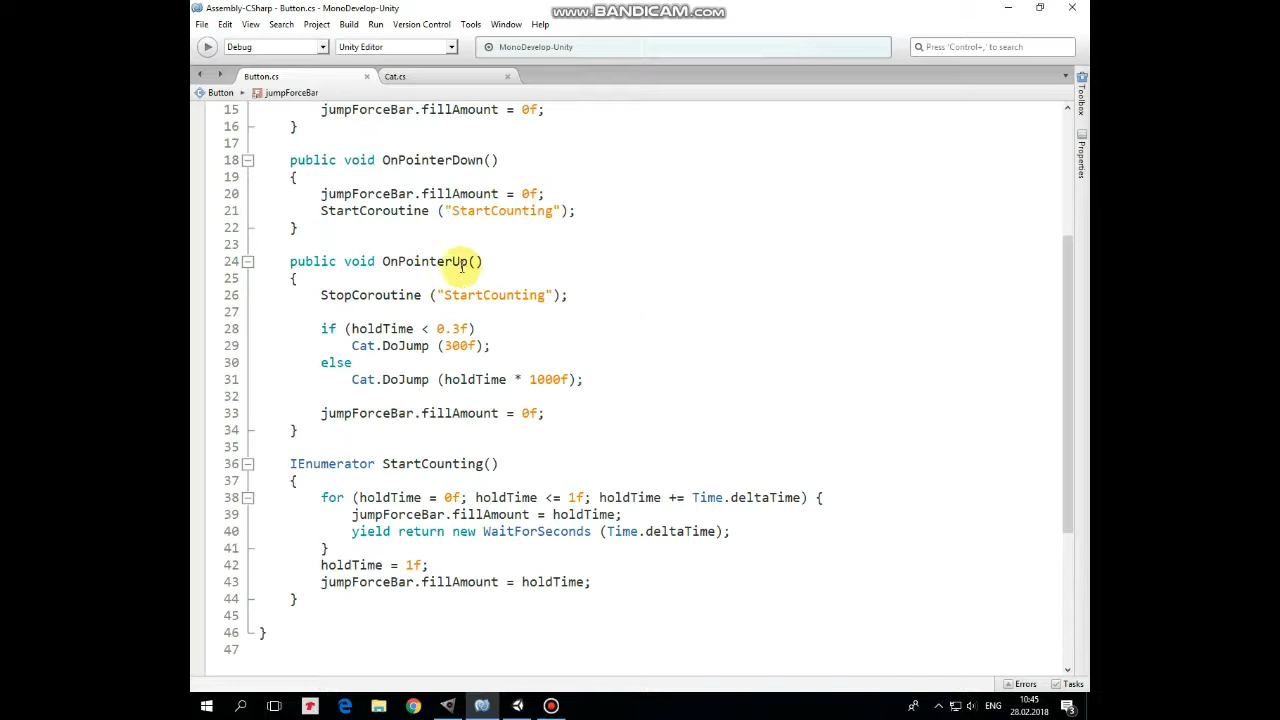 Assembly-CSharp - Button.cs - MonoDevelop-Unity
www.BANDICAM.com
File Edit View Search Project Build Run Version Control Tools Window Help
Debug Unity Editor MonoDevelop-Unity Press 'Control+,' to search
Button.cs Cat.cs
Button jumpForceBar
Toolbox
Properties
15 jumpForceBar.fillAmount = 0f;
16 }
17
18 public void OnPointerDown()
19 {
20 jumpForceBar.fillAmount = 0f;
21 StartCoroutine ("StartCounting");
22 }
23
24 public void OnPointerUp()
25 {
26 StopCoroutine ("StartCounting");
27
28 if (holdTime < 0.3f)
29 Cat.DoJump (300f);
30 else
31 Cat.DoJump (holdTime * 1000f);
32
33 jumpForceBar.fillAmount = 0f;
34 }
35
36 IEnumerator StartCounting()
37 {
38 for (holdTime = 0f; holdTime <= 1f; holdTime += Time.deltaTime) {
39 jumpForceBar.fillAmount = holdTime;
40 yield return new WaitForSeconds (Time.deltaTime);
41 }
42 holdTime = 1f;
43 jumpForceBar.fillAmount = holdTime;
44 }
45
46 }
47
Errors Tasks
ENG 10:45
28.02.2018 3